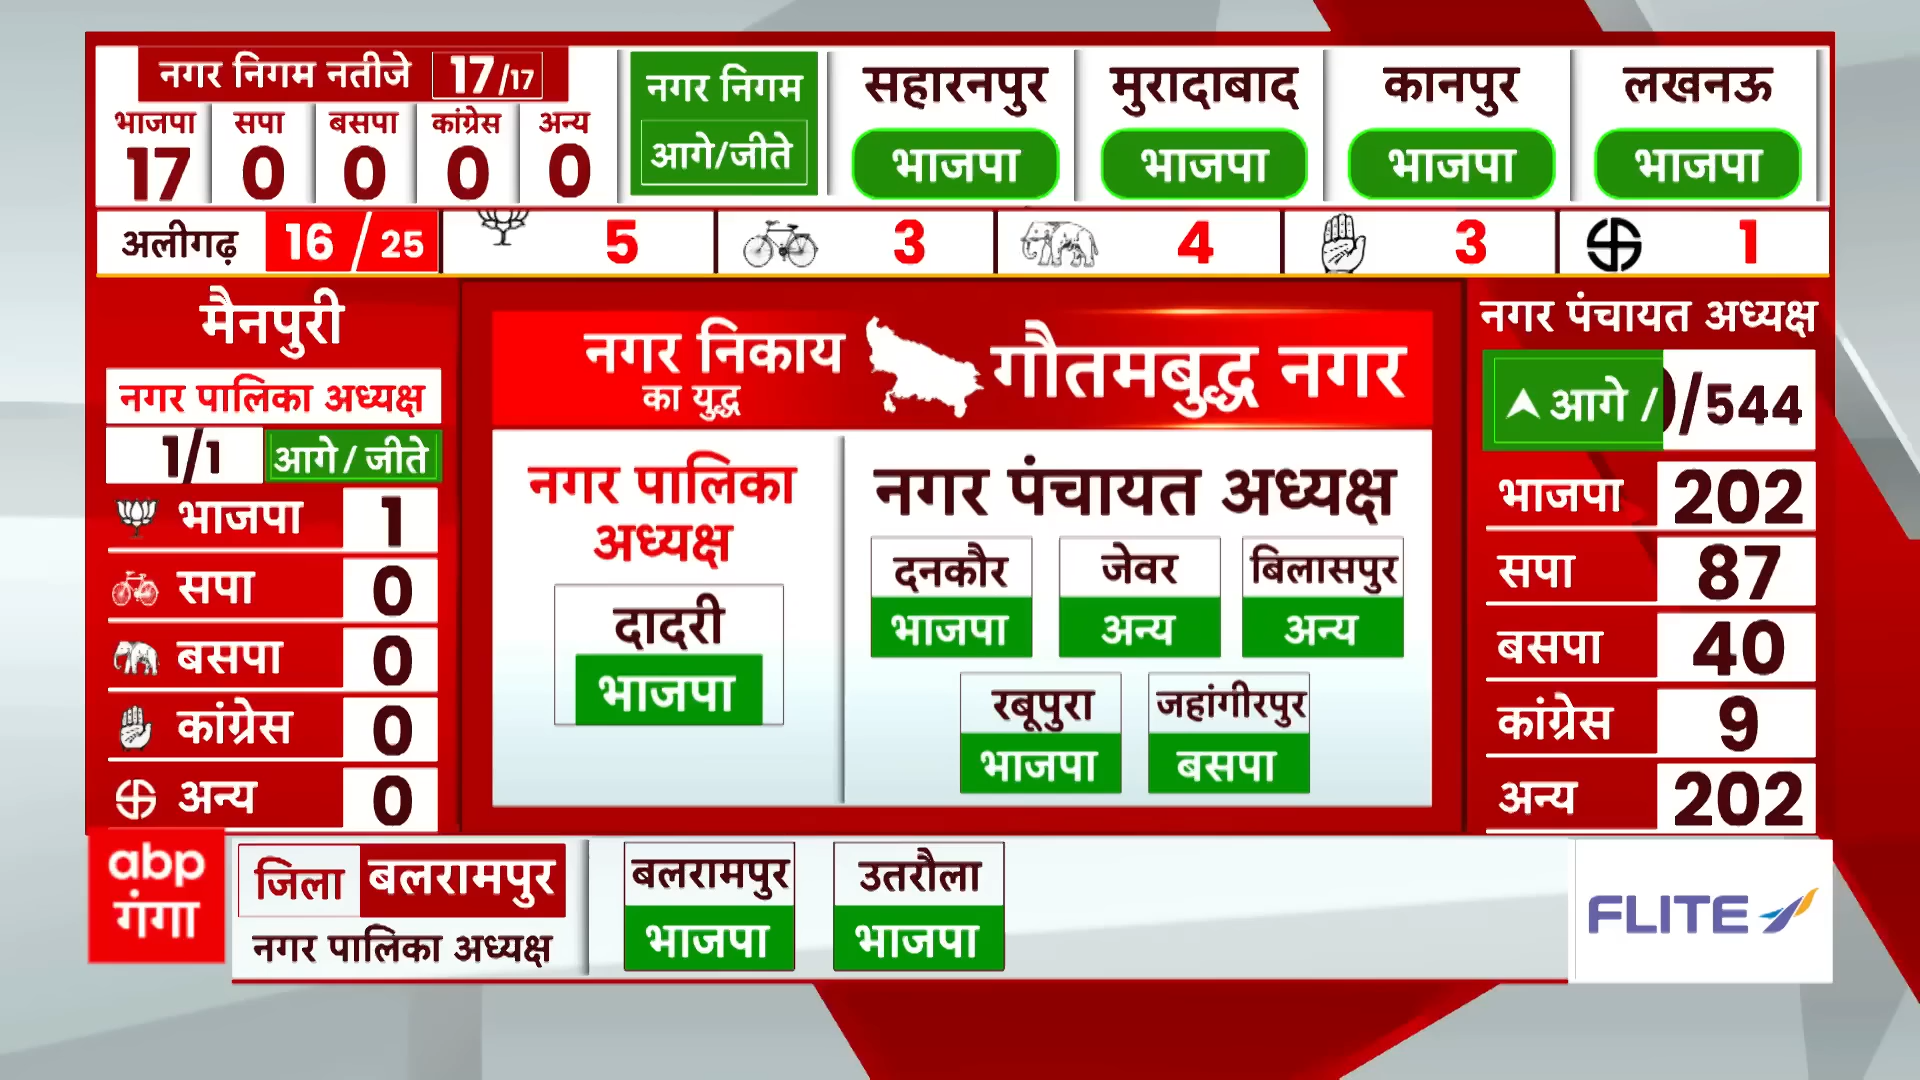 नगर निगम नतीजे 17/17
भाजपा सपा बसपा कांग्रेस अन्य
17 0 0 0 0
नगर निगम
आगे/जीते
सहारनपुर मुरादाबाद कानपुर लखनऊ
भाजपा भाजपा भाजपा भाजपा
अलीगढ़ 16 / 25 5 3 4 3 1
मैनपुरी
नगर पालिका अध्यक्ष
1/1 आगे / जीते
भाजपा 1
सपा 0
बसपा 0
कांग्रेस 0
अन्य 0
नगर निकाय
का युद्ध
गौतमबुद्ध नगर
नगर पालिका
अध्यक्ष
दादरी
भाजपा
नगर पंचायत अध्यक्ष
दनकौर जेवर बिलासपुर
भाजपा अन्य अन्य
रबूपुरा जहांगीरपुर
भाजपा बसपा
नगर पंचायत अध्यक्ष
आगे / /544
भाजपा 202
सपा 87
बसपा 40
कांग्रेस 9
अन्य 202
abp
गंगा
जिला बलरामपुर
नगर पालिका अध्यक्ष
बलरामपुर उतरौला
भाजपा भाजपा
FLITE